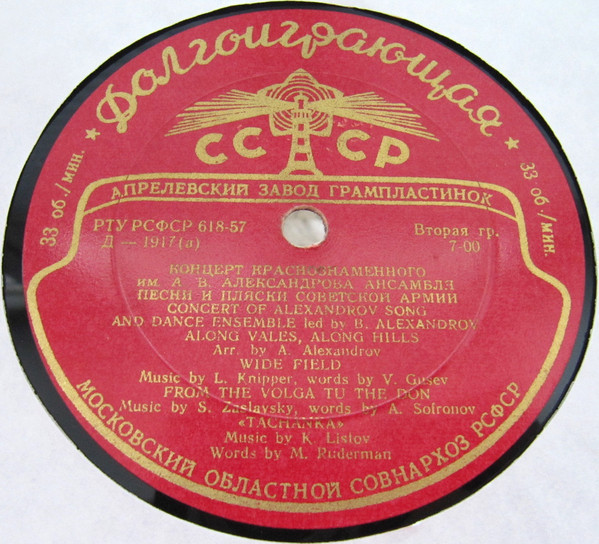 Долгоиграющая
33 об./мин.
СССР
33 об./мин.
АПРЕЛЕВСКИЙ ЗАВОД ГРАМПЛАСТИНОК
РТУ РСФСР 618-57
Д — 1917(а)
Вторая гр.
7-00
КОНЦЕРТ КРАСНОЗНАМЕННОГО
им. А. В. АЛЕКСАНДРОВА АНСАМБЛЯ
ПЕСНИ И ПЛЯСКИ СОВЕТСКОЙ АРМИИ
CONCERT OF ALEXANDROV SONG
AND DANCE ENSEMBLE led by B. ALEXANDROV
ALONG VALES, ALONG HILLS
Arr. by A. Alexandrov
WIDE FIELD
Music by L. Knipper, words by V. Gusev
FROM THE VOLGA TU THE DON
Music by S. Zaslavsky, words by A. Sofronov
«TACHANKA»
Music by K. Listov
Words by M. Ruderman
МОСКОВСКИЙ ОБЛАСТНОЙ СОВНАРХОЗ РСФСР